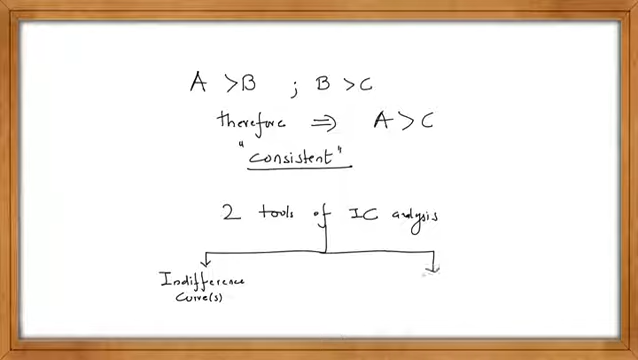 A > B ; B > C
therefore ⇒ A > C
"consistent"
2 tools of IC analysis
Indifference
Curve(s)